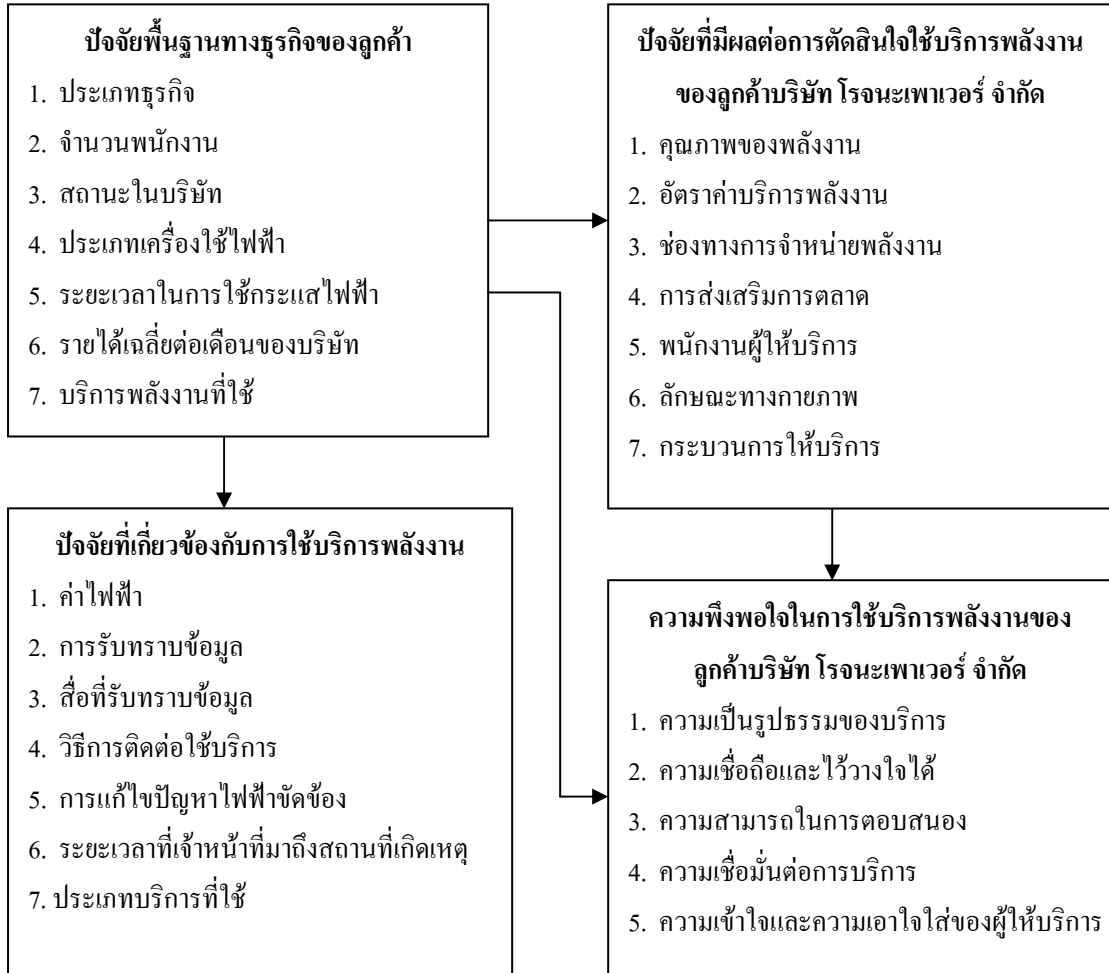 ปัจจัยพื้นฐานทางธุรกิจของลูกค้า
1. ประเภทธุรกิจ
2. จำนวนพนักงาน
3. สถานะในบริษัท
4. ประเภทเครื่องใช้ไฟฟ้า
5. ระยะเวลาในการใช้กระแสไฟฟ้า
6. รายได้เฉลี่ยต่อเดือนของบริษัท
7. บริการพลังงานที่ใช้
ปัจจัยที่มีผลต่อการตัดสินใจใช้บริการพลังงาน
ของลูกค้าบริษัท โรจนะเพาเวอร์ จำกัด
1. คุณภาพของพลังงาน
2. อัตราค่าบริการพลังงาน
3. ช่องทางการจำหน่ายพลังงาน
4. การส่งเสริมการตลาด
5. พนักงานผู้ให้บริการ
6. ลักษณะทางกายภาพ
7. กระบวนการให้บริการ
ปัจจัยที่เกี่ยวข้องกับการใช้บริการพลังงาน
1. ค่าไฟฟ้า
2. การรับทราบข้อมูล
3. สื่อที่รับทราบข้อมูล
4. วิธีการติดต่อใช้บริการ
5. การแก้ไขปัญหาไฟฟ้าขัดข้อง
6. ระยะเวลาที่เจ้าหน้าที่มาถึงสถานที่เกิดเหตุ
7. ประเภทบริการที่ใช้
ความพึงพอใจในการใช้บริการพลังงานของ
ลูกค้าบริษัท โรจนะเพาเวอร์ จำกัด
1. ความเป็นรูปธรรมของบริการ
2. ความเชื่อถือและไว้วางใจได้
3. ความสามารถในการตอบสนอง
4. ความเชื่อมั่นต่อการบริการ
5. ความเข้าใจและความเอาใจใส่ของผู้ให้บริการ